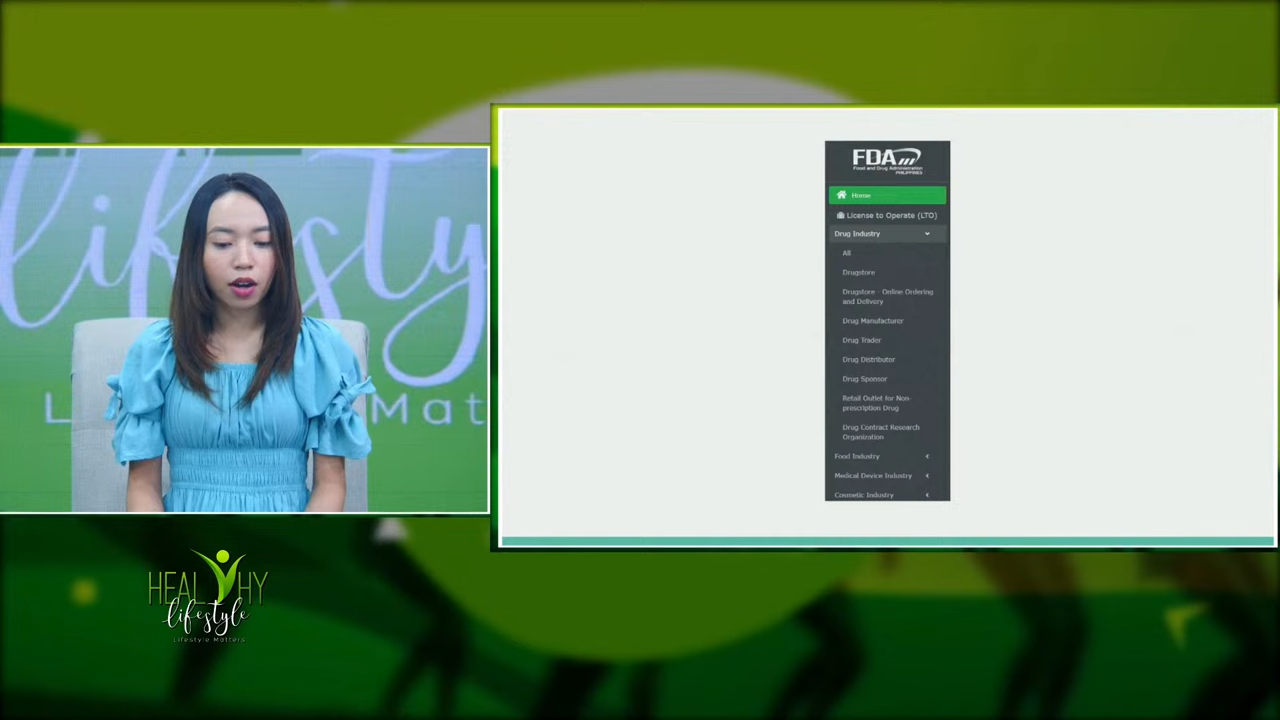 lifesty
L
Mat
HEALTHY
lifestyle
Lifestyle Matters
FDA
Food and Drug Administration
PHILIPPINES
Home
License to Operate (LTO)
Drug Industry
All
Drugstore
Drugstore - Online Ordering
and Delivery
Drug Manufacturer
Drug Trader
Drug Distributor
Drug Sponsor
Retail Outlet for Non-
prescription Drug
Drug Contract Research
Organization
Food Industry
Medical Device Industry
Cosmetic Industry